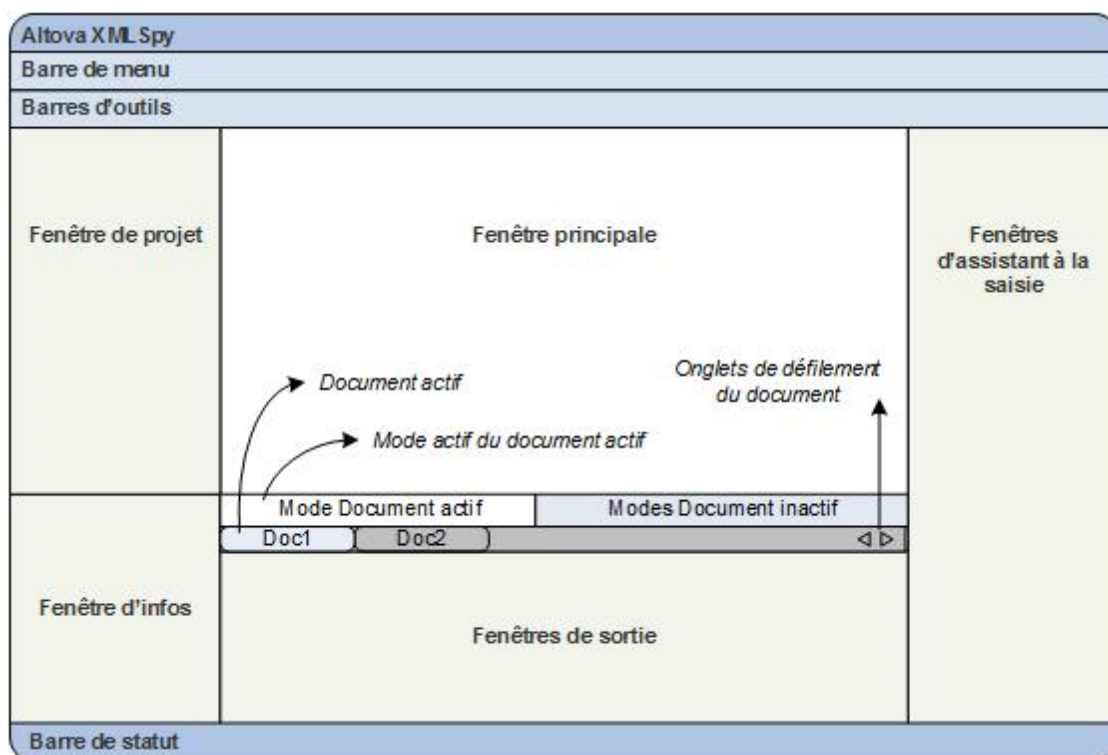 Altova XMLSpy
Barre de menu
Barres d'outils
Fenêtre de projet
Fenêtre principale
Fenêtres
d'assistant à la
saisie
Document actif
Onglets de défilement
du document
Mode actif du document actif
Mode Document actif
Modes Document inactif
Doc1
Doc2
Fenêtre d'infos
Fenêtres de sortie
Barre de statut